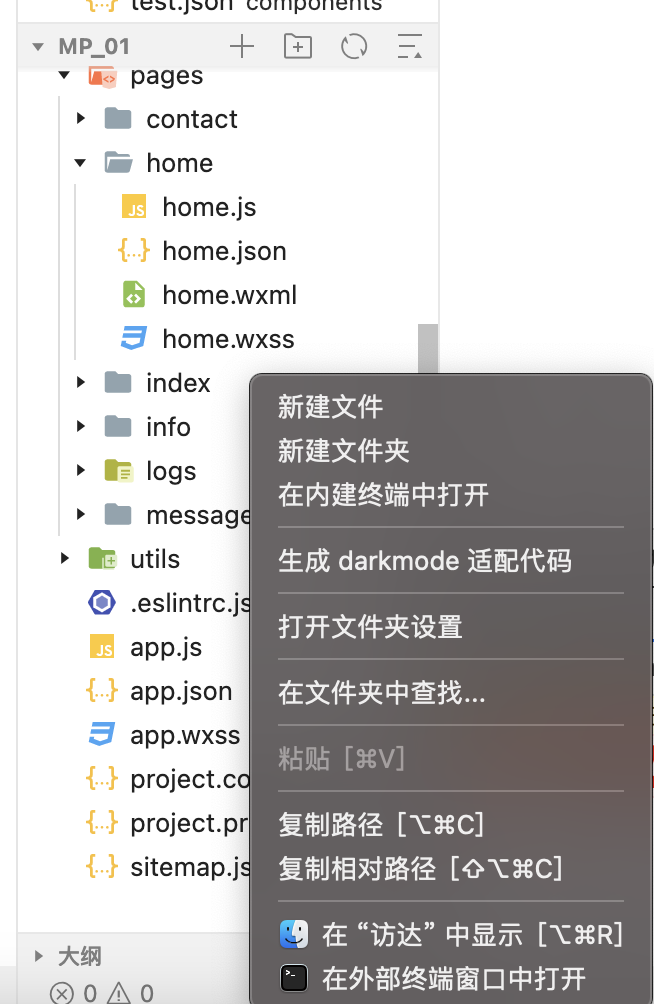 test.json components
MP_01
pages
contact
home
JS home.js
home.json
home.wxml
home.wxss
index
info
logs
message
utils
.eslintrc.js
JS app.js
app.json
app.wxss
project.co
project.pr
sitemap.js
大纲
0 0
新建文件
新建文件夹
在内建终端中打开
生成 darkmode 适配代码
打开文件夹设置
在文件夹中查找...
粘贴 [⌘V]
复制路径 [⌥⌘C]
复制相对路径 [⇧⌥⌘C]
在 “访达” 中显示 [⌥⌘R]
在外部终端窗口中打开